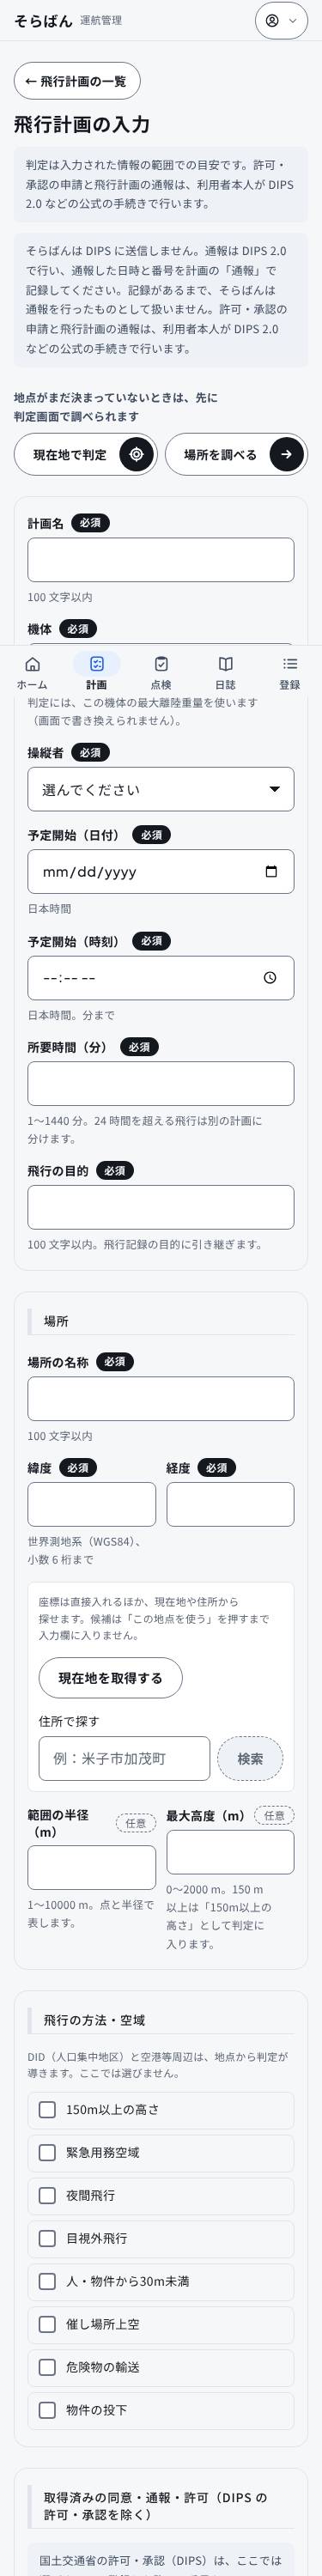 そらばん 運航管理
← 飛行計画の一覧
飛行計画の入力
判定は入力された情報の範囲での目安です。許可・
承認の申請と飛行計画の通報は、利用者本人が DIPS
2.0 などの公式の手続きで行います。
そらばんは DIPS に送信しません。通報は DIPS 2.0
で行い、通報した日時と番号を計画の「通報」で
記録してください。記録があるまで、そらばんは
通報を行ったものとして扱いません。許可・承認の
申請と飛行計画の通報は、利用者本人が DIPS 2.0
などの公式の手続きで行います。
地点がまだ決まっていないときは、先に
判定画面で調べられます
現在地で判定
場所を調べる
計画名 必須
100 文字以内
機体 必須
ホーム 計画 点検 日誌 登録
判定には、この機体の最大離陸重量を使います
（画面で書き換えられません）。
操縦者 必須
選んでください
予定開始（日付） 必須
mm/dd/yyyy
日本時間
予定開始（時刻） 必須
--:-- --
日本時間。分まで
所要時間（分） 必須
1〜1440 分。24 時間を超える飛行は別の計画に
分けます。
飛行の目的 必須
100 文字以内。飛行記録の目的に引き継ぎます。
場所
場所の名称 必須
100 文字以内
緯度 必須
経度 必須
世界測地系（WGS84）、
小数 6 桁まで
座標は直接入れるほか、現在地や住所から
探せます。候補は「この地点を使う」を押すまで
入力欄に入りません。
現在地を取得する
住所で探す
例：米子市加茂町
検索
範囲の半径
（m）
任意
最大高度（m） 任意
1〜10000 m。点と半径で
表します。
0〜2000 m。150 m
以上は「150m以上の
高さ」として判定に
入ります。
飛行の方法・空域
DID（人口集中地区）と空港等周辺は、地点から判定が
導きます。ここでは選びません。
150m以上の高さ
緊急用務空域
夜間飛行
目視外飛行
人・物件から30m未満
催し場所上空
危険物の輸送
物件の投下
取得済みの同意・通報・許可（DIPS の
許可・承認を除く）
国土交通省の許可・承認（DIPS）は、ここでは